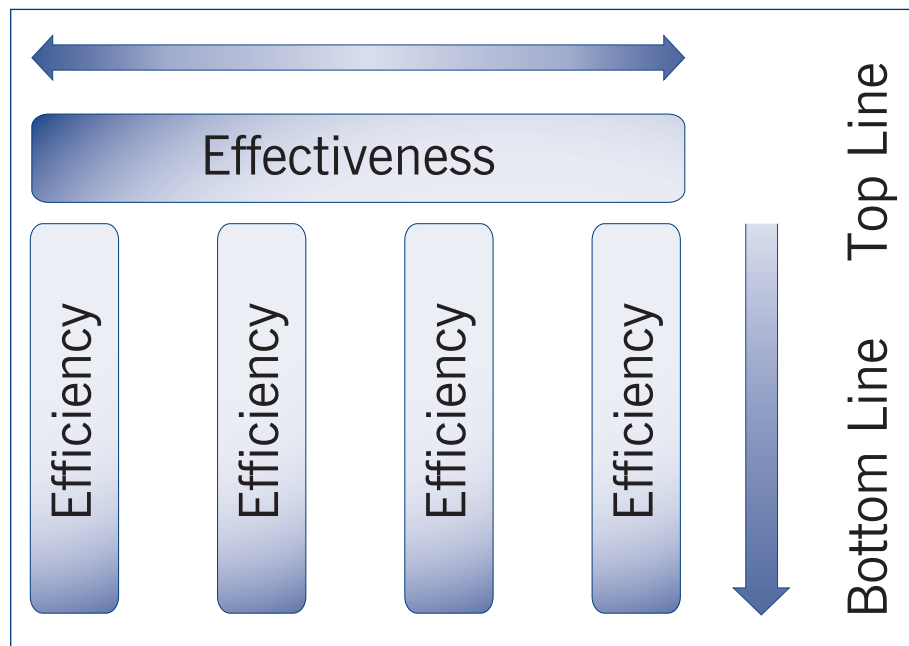 Effectiveness
Top Line
Efficiency
Efficiency
Efficiency
Efficiency
Bottom Line